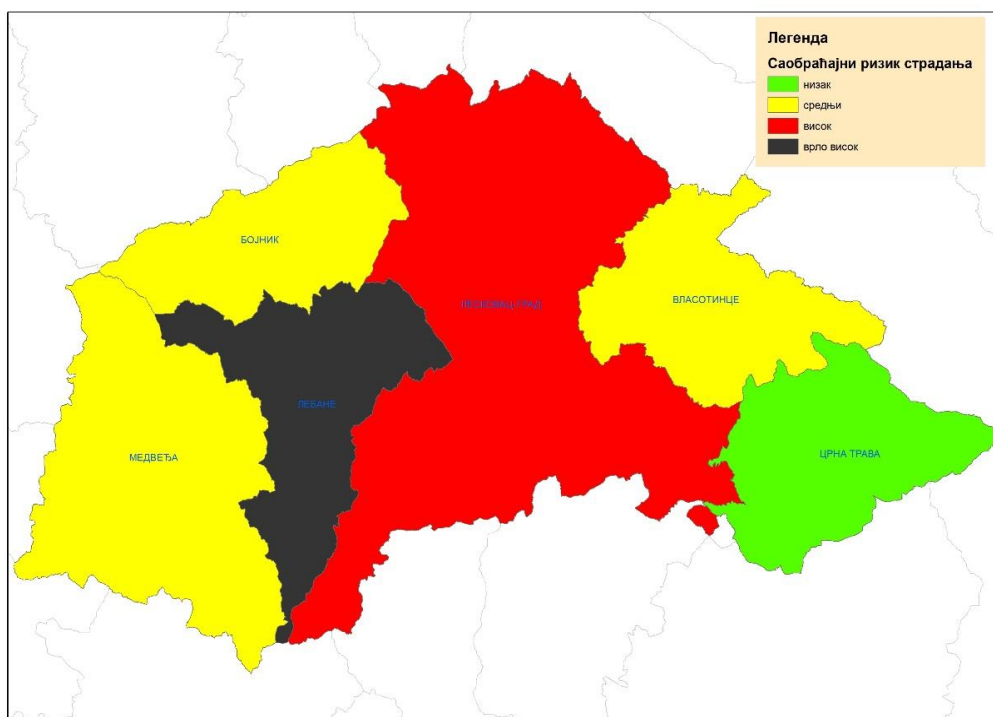 Легенда
Саобраћајни ризик страдања
низак
средњи
висок
врло висок
БОЈНИК
ЛЕСКОВАЦ-ГРАД
ВЛАСОТИНЦЕ
ЛЕБАНЕ
МЕДВЕЂА
ЦРНА ТРАВА